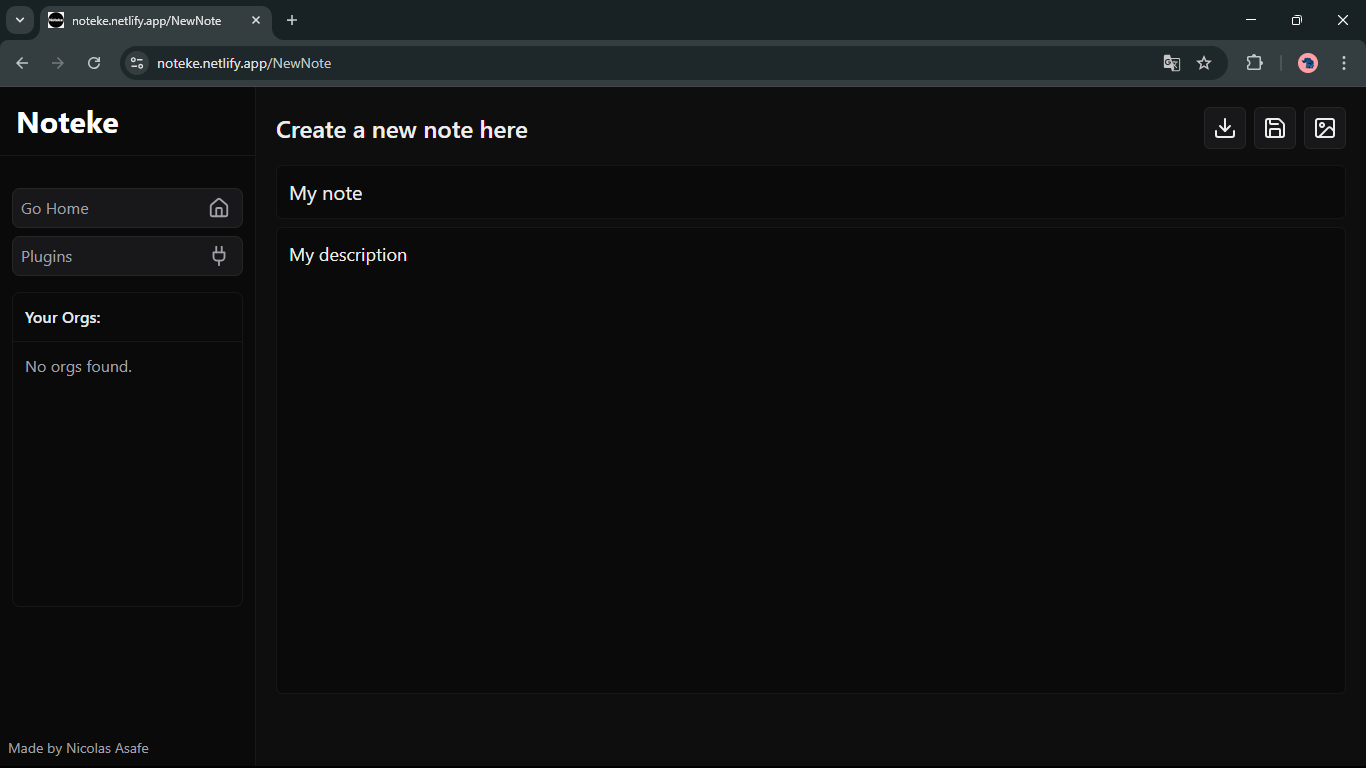 noteke.netlify.app/NewNote
noteke.netlify.app/NewNote
Noteke
Create a new note here
My note
Go Home
Plugins
My description
Your Orgs:
No orgs found.
Made by Nicolas Asafe